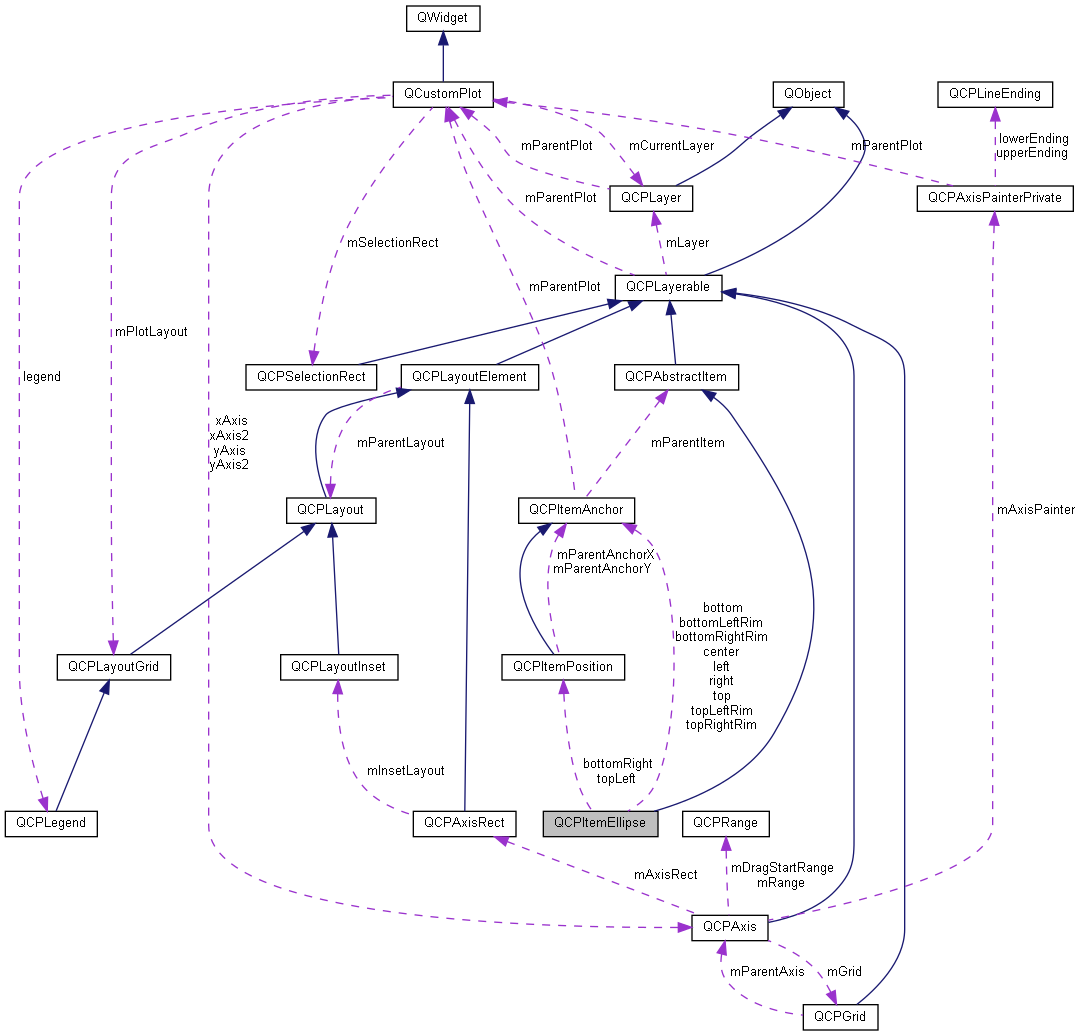 QWidget
QCustomPlot
QObject
QCPLineEnding
lowerEnding
upperEnding
mParentPlot
mCurrentLayer
mParentPlot
QCPLayer
QCPAxisPainterPrivate
mParentPlot
mSelectionRect
mLayer
QCPLayerable
mParentPlot
mPlotLayout
legend
QCPSelectionRect
QCPLayoutElement
QCPAbstractItem
xAxis
xAxis2
yAxis
yAxis2
mParentLayout
mParentItem
QCPLayout
QCPItemAnchor
mAxisPainter
mParentAnchorX
mParentAnchorY
bottom
bottomLeftRim
bottomRightRim
center
left
right
top
topLeftRim
topRightRim
QCPLayoutGrid
QCPLayoutInset
QCPItemPosition
mInsetLayout
bottomRight
topLeft
QCPLegend
QCPAxisRect
QCPItemEllipse
QCPRange
mAxisRect
mDragStartRange
mRange
QCPAxis
mParentAxis
mGrid
QCPGrid